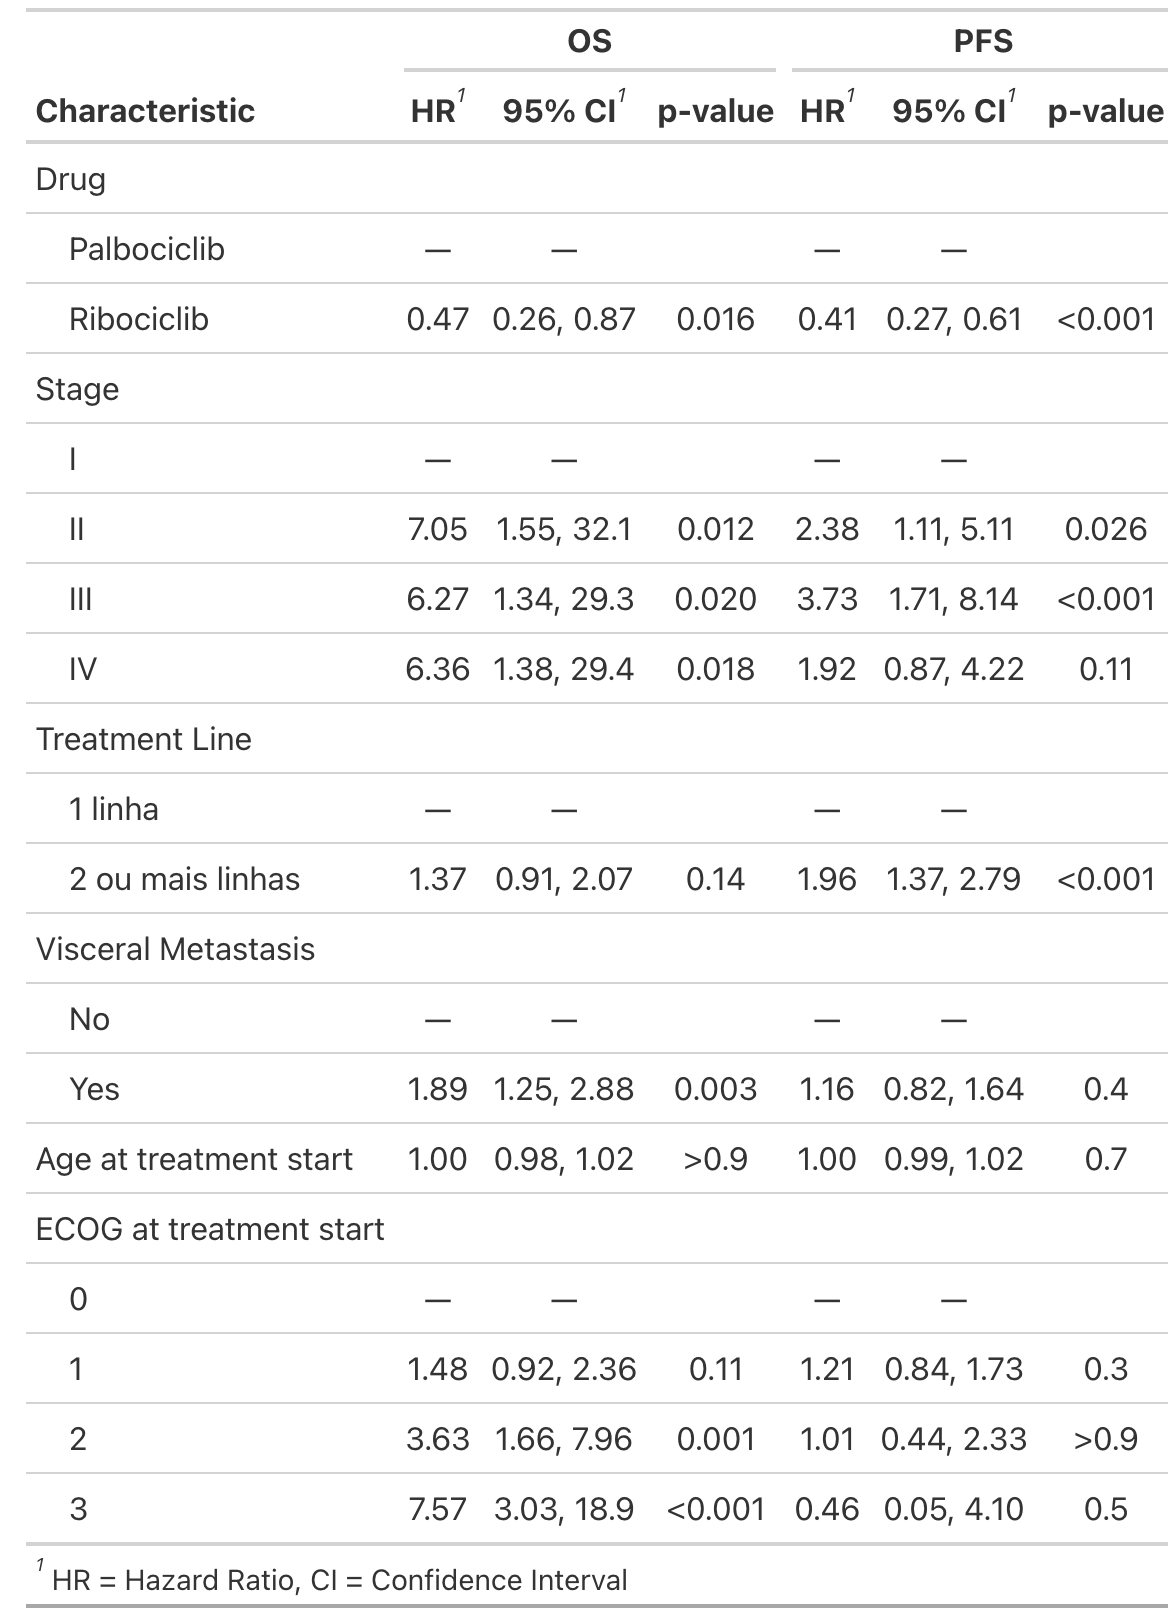 OS PFS
Characteristic HR1 95% CI1 p-value HR1 95% CI1 p-value
Drug
Palbociclib — — — —
Ribociclib 0.47 0.26, 0.87 0.016 0.41 0.27, 0.61 <0.001
Stage
I — — — —
II 7.05 1.55, 32.1 0.012 2.38 1.11, 5.11 0.026
III 6.27 1.34, 29.3 0.020 3.73 1.71, 8.14 <0.001
IV 6.36 1.38, 29.4 0.018 1.92 0.87, 4.22 0.11
Treatment Line
1 linha — — — —
2 ou mais linhas 1.37 0.91, 2.07 0.14 1.96 1.37, 2.79 <0.001
Visceral Metastasis
No — — — —
Yes 1.89 1.25, 2.88 0.003 1.16 0.82, 1.64 0.4
Age at treatment start 1.00 0.98, 1.02 >0.9 1.00 0.99, 1.02 0.7
ECOG at treatment start
0 — — — —
1 1.48 0.92, 2.36 0.11 1.21 0.84, 1.73 0.3
2 3.63 1.66, 7.96 0.001 1.01 0.44, 2.33 >0.9
3 7.57 3.03, 18.9 <0.001 0.46 0.05, 4.10 0.5
1 HR = Hazard Ratio, CI = Confidence Interval